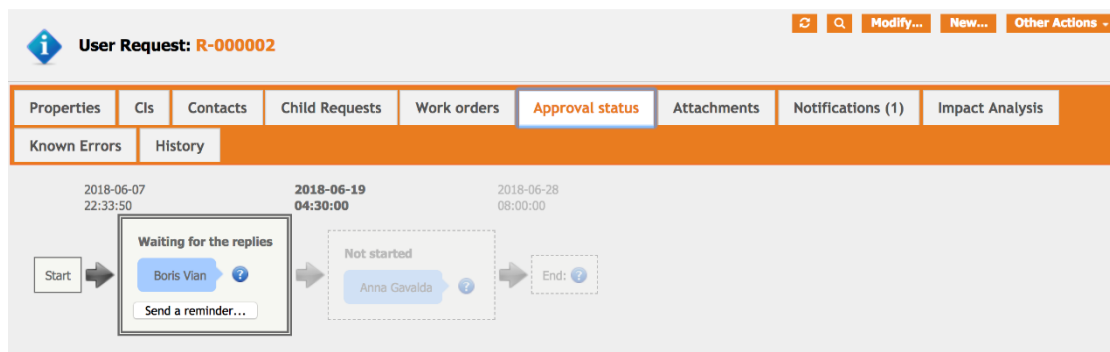 User Request: R-000002
Modify...
New...
Other Actions
Properties
CIs
Contacts
Child Requests
Work orders
Approval status
Attachments
Notifications (1)
Impact Analysis
Known Errors
History
2018-06-07
22:33:50
2018-06-19
04:30:00
2018-06-28
08:00:00
Start
Waiting for the replies
Boris Vian
?
Send a reminder...
Not started
Anna Gavalda
?
End: ?